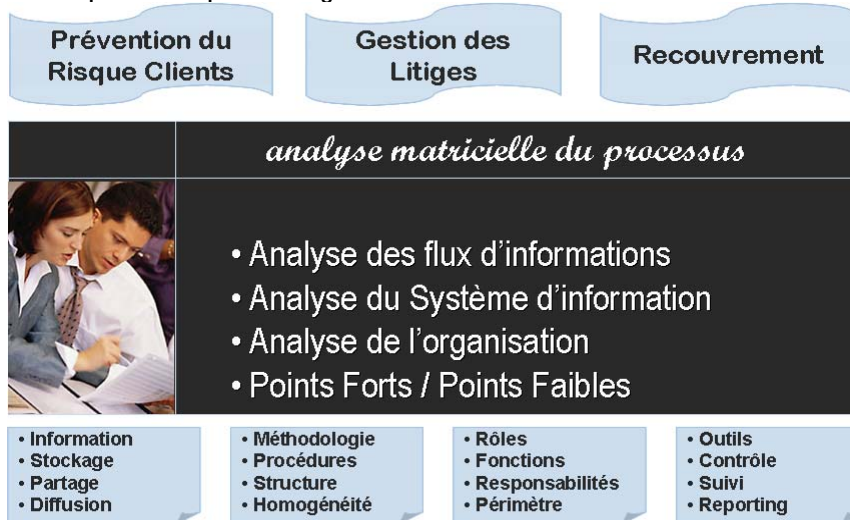 Prévention du
Risque Clients
Gestion des
Litiges
Recouvrement
analyse matricielle du processus
• Analyse des flux d'informations
• Analyse du Système d'information
• Analyse de l'organisation
• Points Forts / Points Faibles
• Information
• Stockage
• Partage
• Diffusion
• Méthodologie
• Procédures
• Structure
• Homogénéité
• Rôles
• Fonctions
• Responsabilités
• Périmètre
• Outils
• Contrôle
• Suivi
• Reporting